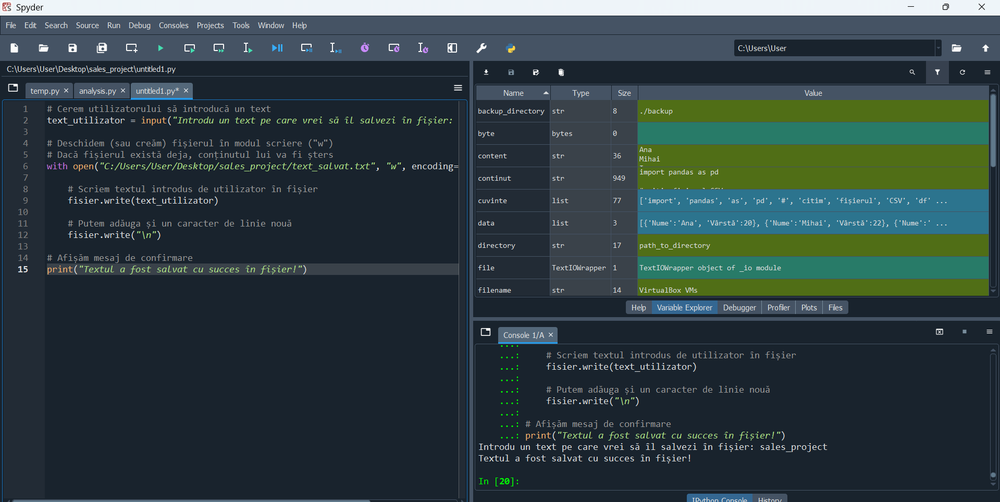 Spyder
File Edit Search Source Run Debug Consoles Projects Tools Window Help
C:\Users\User
C:\Users\User\Desktop\sales_project\untitled1.py
temp.py analysis.py untitled1.py*
1 # Cerem utilizatorului să introducă un text
2 text_utilizator = input("Introdu un text pe care vrei să îl salvezi în fișier:
3
4 # Deschidem (sau creăm) fișierul în modul scriere ("w")
5 # Dacă fișierul există deja, conținutul lui va fi șters
6 with open("C:/Users/User/Desktop/sales_project/text_salvat.txt", "w", encoding=
7
8 # Scriem textul introdus de utilizator în fișier
9 fisier.write(text_utilizator)
10
11 # Putem adăuga și un caracter de linie nouă
12 fisier.write("\n")
13
14 # Afișăm mesaj de confirmare
15 print("Textul a fost salvat cu succes în fișier!")
Name Type Size Value
backup_directory str 8 ./backup
byte bytes 0
content str 36 Ana
Mihai
continut str 949 import pandas as pd
cuvinte list 77 ['import', 'pandas', 'as', 'pd', '#', 'citim', 'fișierul', 'CSV', 'df' ...
data list 3 [{'Nume':'Ana', 'Vârstă':20}, {'Nume':'Mihai', 'Vârstă':22}, {'Nume':' ...
directory str 17 path_to_directory
file TextIOWrapper 1 TextIOWrapper object of _io module
filename str 14 VirtualBox VMs
Help Variable Explorer Debugger Profiler Plots Files
Console 1/A
...:
...: # Scriem textul introdus de utilizator în fișier
...: fisier.write(text_utilizator)
...:
...: # Putem adăuga și un caracter de linie nouă
...: fisier.write("\n")
...:
...: # Afișăm mesaj de confirmare
...: print("Textul a fost salvat cu succes în fișier!")
Introdu un text pe care vrei să îl salvezi în fișier: sales_project
Textul a fost salvat cu succes în fișier!
In [20]:
IPython Console History